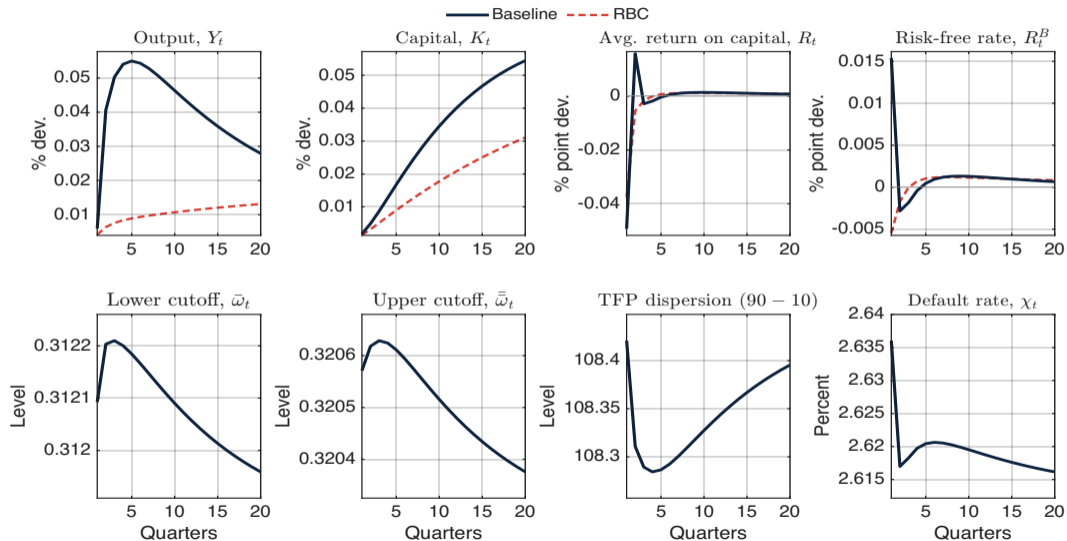 Baseline RBC
Output, Y_t
Capital, K_t
Avg. return on capital, R_t
Risk-free rate, R_t^B
% dev.
0.05
0.04
0.03
0.02
0.01
5 10 15 20
% dev.
0.05
0.04
0.03
0.02
0.01
5 10 15 20
% point dev.
0
-0.02
-0.04
5 10 15 20
% point dev.
0.015
0.01
0.005
0
-0.005
5 10 15 20
Lower cutoff, ω̄_t
Upper cutoff, ω̿_t
TFP dispersion (90 − 10)
Default rate, χ_t
Level
0.3122
0.3121
0.312
5 10 15 20
Quarters
Level
0.3206
0.3205
0.3204
5 10 15 20
Quarters
Level
108.4
108.35
108.3
5 10 15 20
Quarters
Percent
2.64
2.635
2.63
2.625
2.62
2.615
5 10 15 20
Quarters